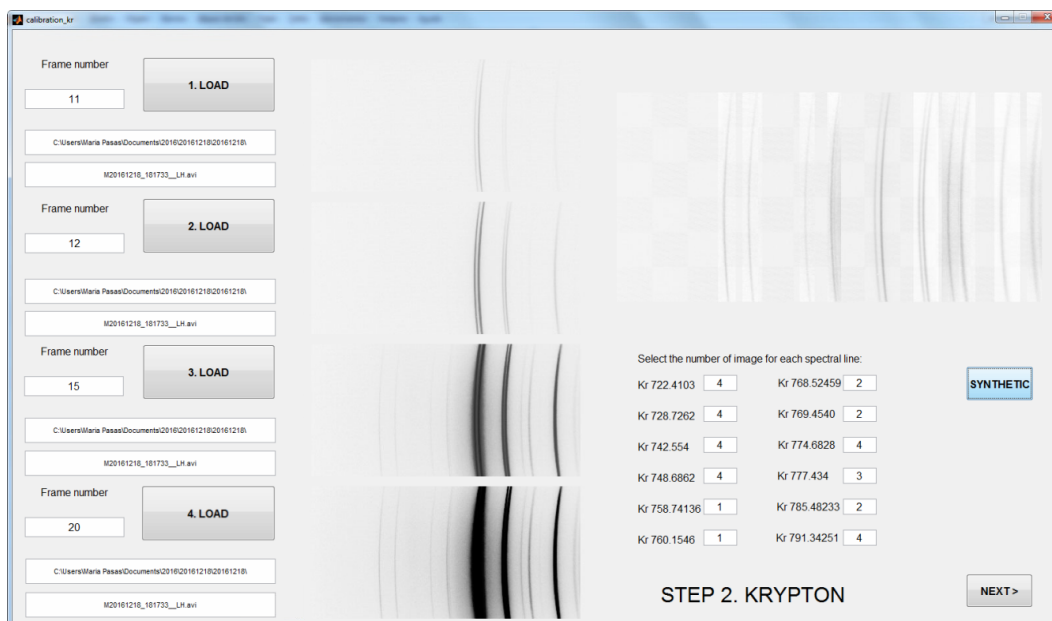 calibration_kr
Frame number
1. LOAD
11
C:\Users\Maria Pasas\Documents\2016\20161218\20161218\
M20161218_181733__LH.avi
Frame number
2. LOAD
12
C:\Users\Maria Pasas\Documents\2016\20161218\20161218\
M20161218_181733__LH.avi
Frame number
3. LOAD
15
C:\Users\Maria Pasas\Documents\2016\20161218\20161218\
M20161218_181733__LH.avi
Frame number
4. LOAD
20
C:\Users\Maria Pasas\Documents\2016\20161218\20161218\
M20161218_181733__LH.avi
Select the number of image for each spectral line:
Kr 722.4103 4 Kr 768.52459 2
Kr 728.7262 4 Kr 769.4540 2
Kr 742.554 4 Kr 774.6828 4
Kr 748.6862 4 Kr 777.434 3
Kr 758.74136 1 Kr 785.48233 2
Kr 760.1546 1 Kr 791.34251 4
SYNTHETIC
STEP 2. KRYPTON
NEXT >